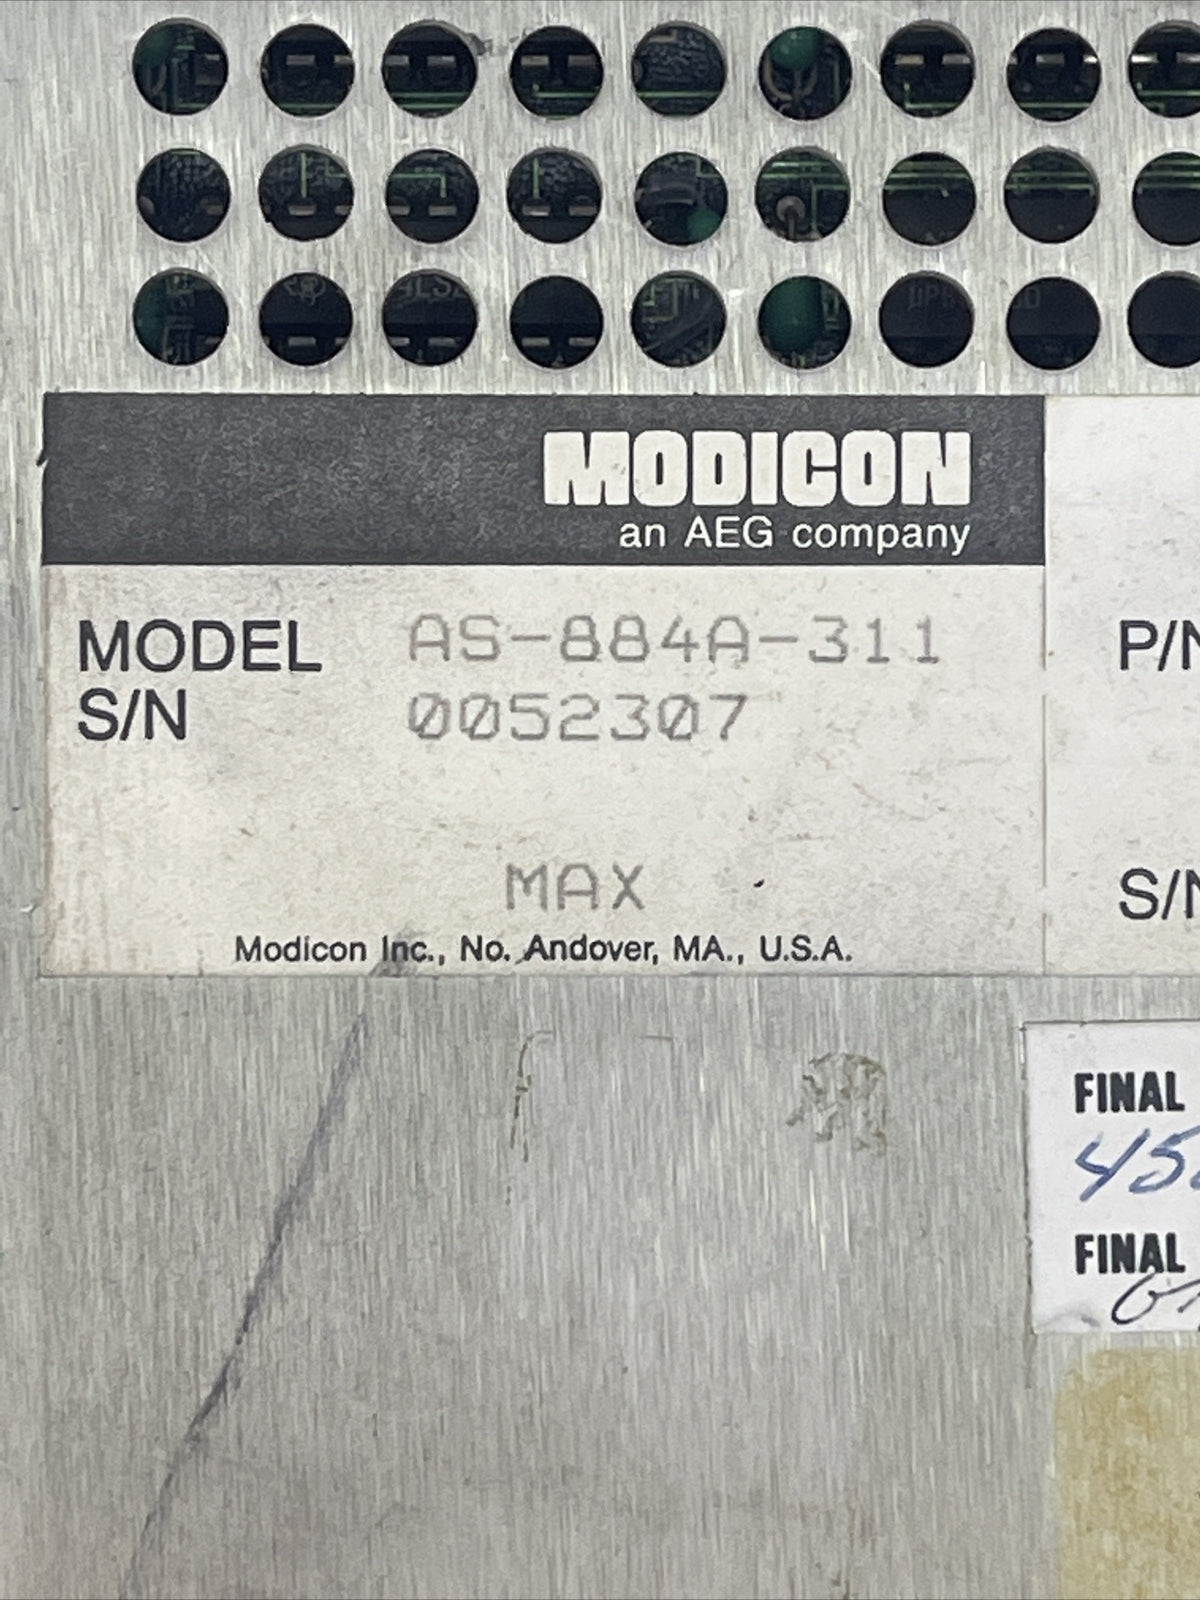 MODICON
an AEG company
MODEL AS-884A-311
S/N 0052307
MAX
Modicon Inc., No. Andover, MA., U.S.A.
P/N
S/N
FINAL
FINAL